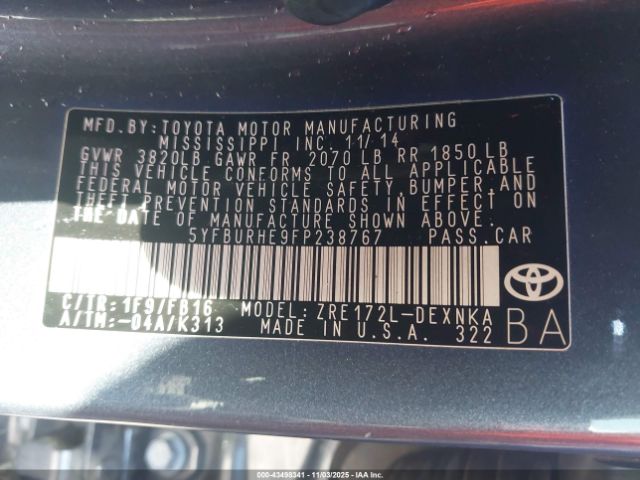 MFD. BY: TOYOTA MOTOR MANUFACTURING
MISSISSIPPI INC. 11/14
GVWR 3820LB GAWR FR 2070 LB RR 1850 LB
THIS VEHICLE CONFORMS TO ALL APPLICABLE
FEDERAL MOTOR VEHICLE SAFETY, BUMPER, AND
THEFT PREVENTION STANDARDS IN EFFECT ON
THE DATE OF MANUFACTURE SHOWN ABOVE.
5YFBURHE9FP238767 PASS. CAR
C/TR: 1F9/FB16 MODEL: ZRE172L-DEXNKA
A/TM: -04A/K313 MADE IN U.S.A. 322
BA
TOYOTA
00-43498341 - 11/03/2025 - IAA Inc.